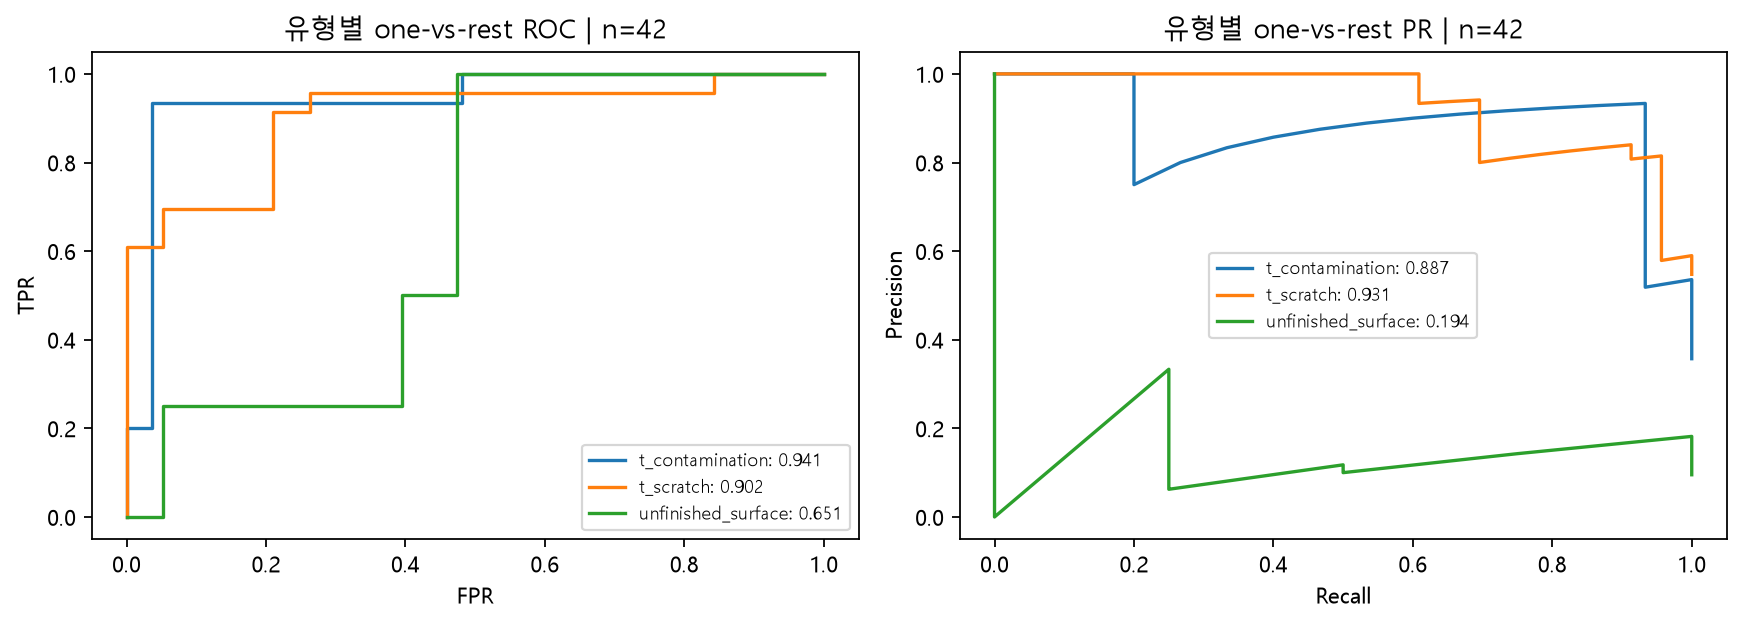 유형별 one-vs-rest ROC | n=42
TPR
1.0
0.8
0.6
0.4
0.2
0.0
0.0 0.2 0.4 0.6 0.8 1.0
FPR
t_contamination: 0.941
t_scratch: 0.902
unfinished_surface: 0.651
유형별 one-vs-rest PR | n=42
Precision
1.0
0.8
0.6
0.4
0.2
0.0
0.0 0.2 0.4 0.6 0.8 1.0
Recall
t_contamination: 0.887
t_scratch: 0.931
unfinished_surface: 0.194